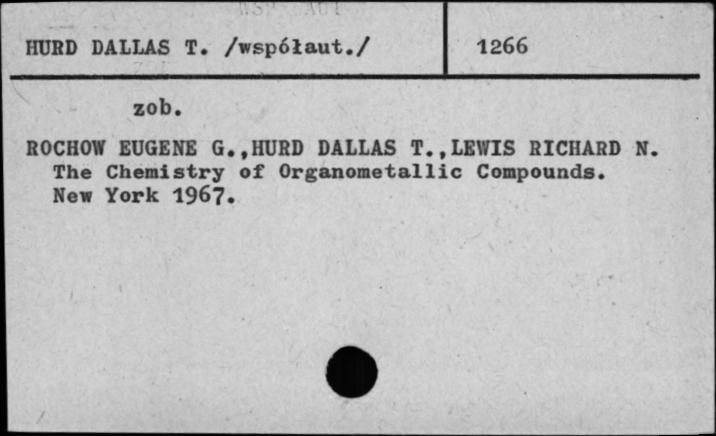 HURD DALLAS T. /współaut./ 1266
zob.
ROCHOW EUGENE G.,HURD DALLAS T.,LEWIS RICHARD N.
The Chemistry of Organometallic Compounds.
New York 1967.